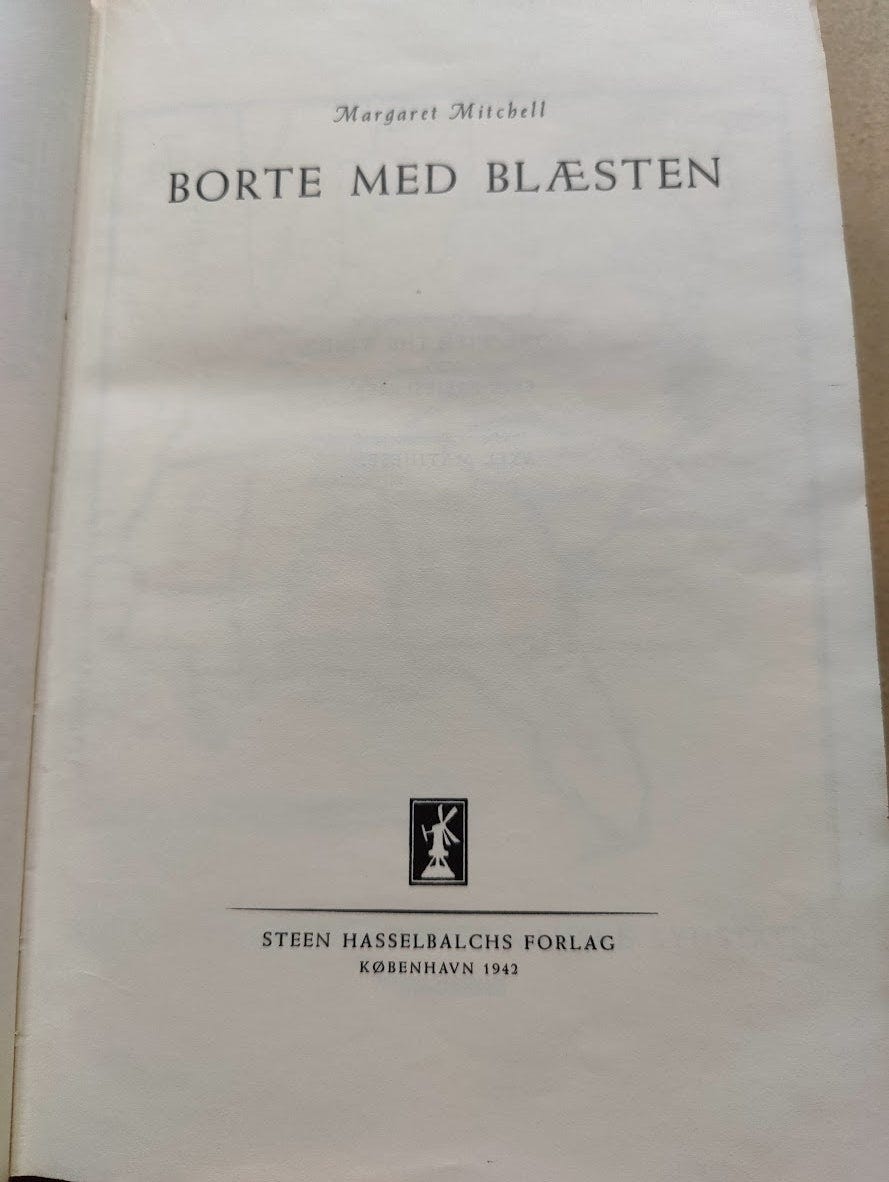 Margaret Mitchell
BORTE MED BLÆSTEN
STEEN HASSELBALCHS FORLAG
KØBENHAVN 1942